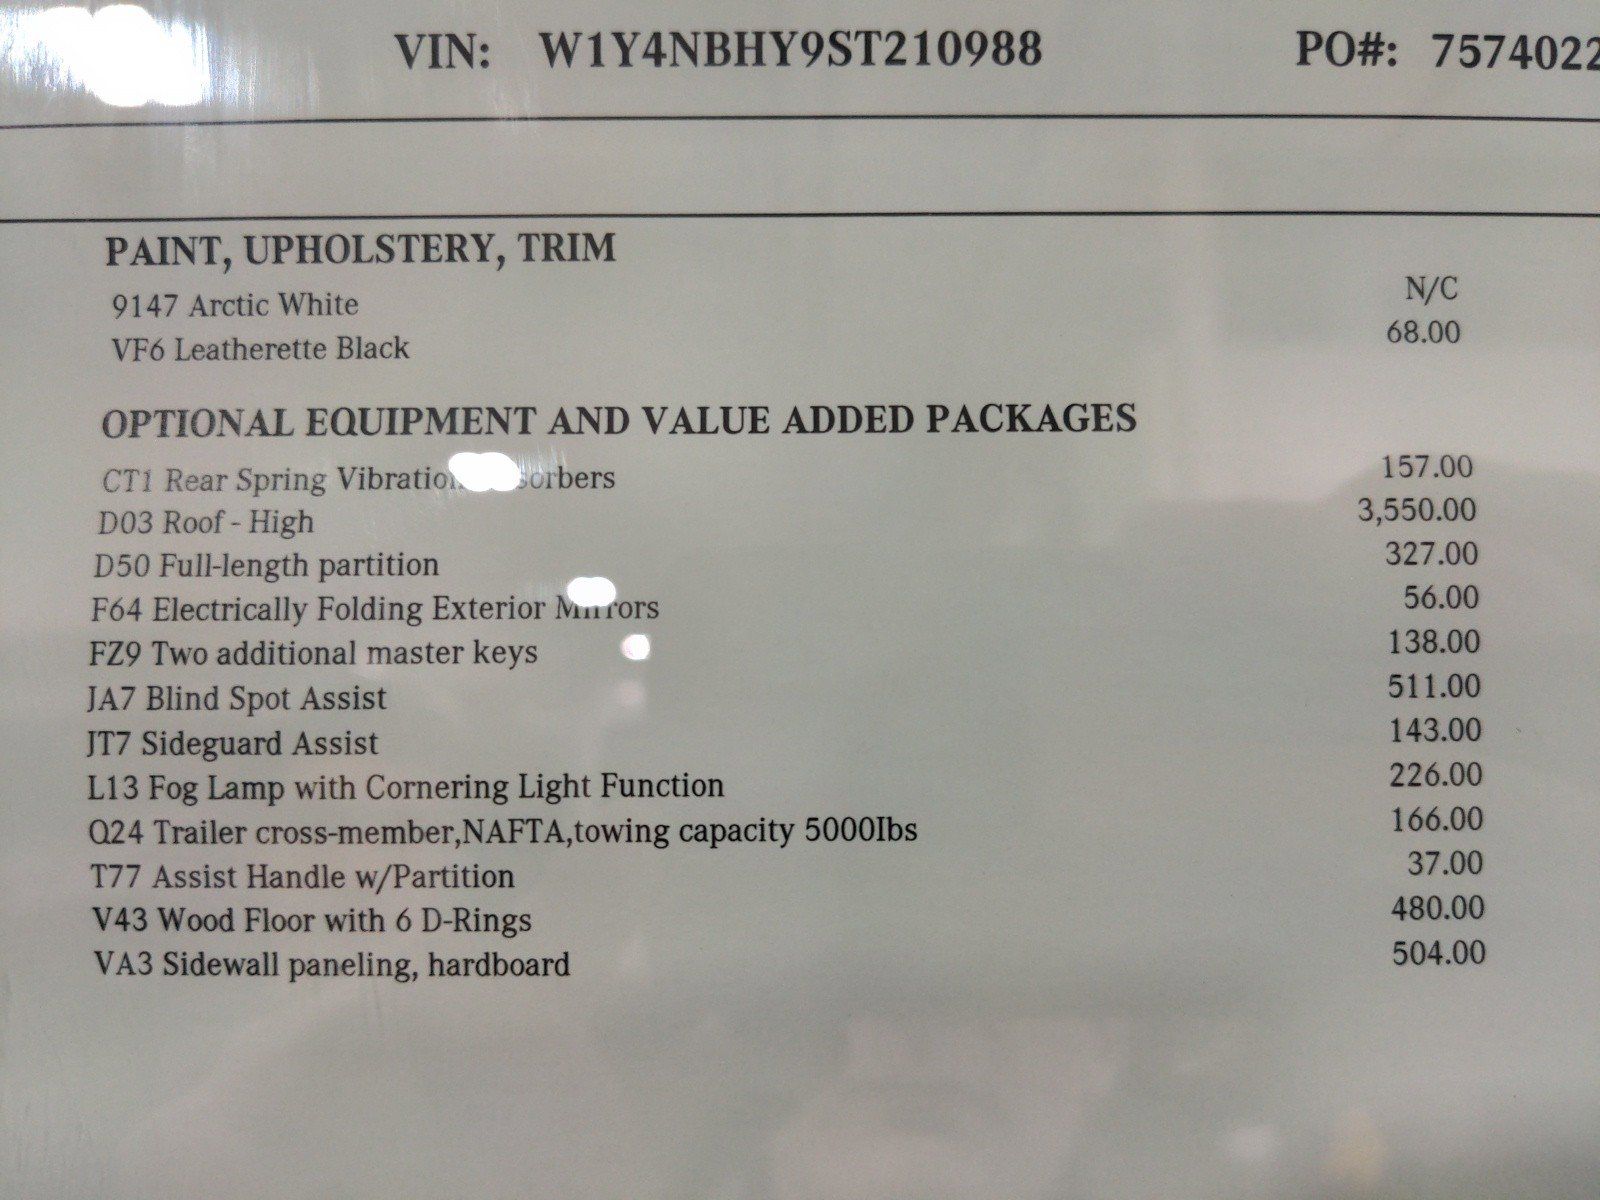 VIN: W1Y4NBHY9ST210988 PO#: 7574022
PAINT, UPHOLSTERY, TRIM
9147 Arctic White N/C
VF6 Leatherette Black 68.00
OPTIONAL EQUIPMENT AND VALUE ADDED PACKAGES
CT1 Rear Spring 157.00
D03 Roof - High 3,550.00
D50 Full-length partition 327.00
F64 Electrically Folding Exterior Mirrors 56.00
FZ9 Two additional master keys 138.00
JA7 Blind Spot Assist 511.00
JT7 Sideguard Assist 143.00
L13 Fog Lamp with Cornering Light Function 226.00
Q24 Trailer cross-member,NAFTA,towing capacity 5000Ibs 166.00
T77 Assist Handle w/Partition 37.00
V43 Wood Floor with 6 D-Rings 480.00
VA3 Sidewall paneling, hardboard 504.00